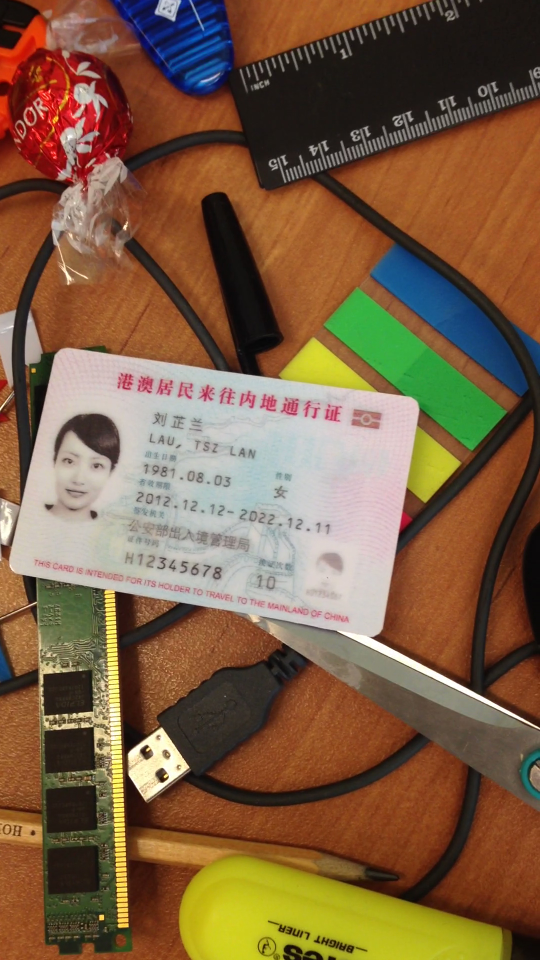 DOR
INCH
1
2
15 14 13 12 11 10
港澳居民来往内地通行证
刘芷兰
LAU, TSZ LAN
出生日期
性别
1981.08.03
女
有效期限
2012.12.12-2022.12.11
签发机关
公安部出入境管理局
证件号码
换证次数
H12345678
10
THIS CARD IS INTENDED FOR ITS HOLDER TO TRAVEL TO THE MAINLAND OF CHINA
BRIGHT LINER